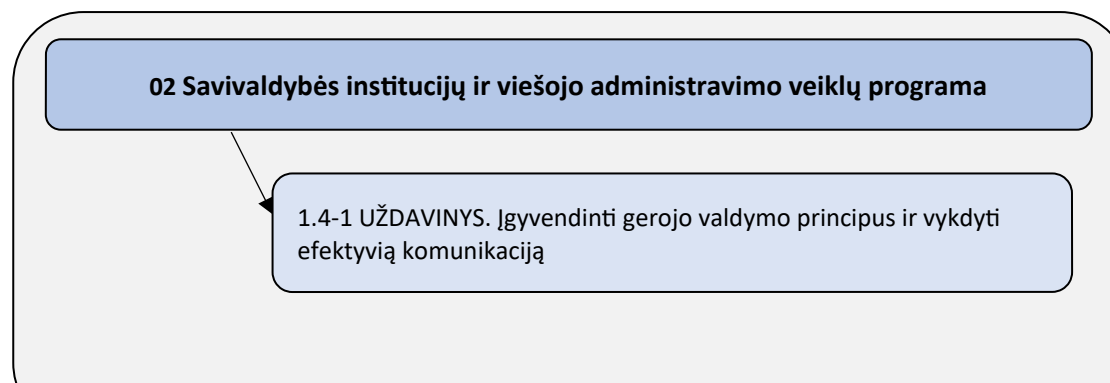 02 Savivaldybės institucijų ir viešojo administravimo veiklų programa
1.4-1 UŽDAVINYS. Įgyvendinti gerojo valdymo principus ir vykdyti
efektyvią komunikaciją